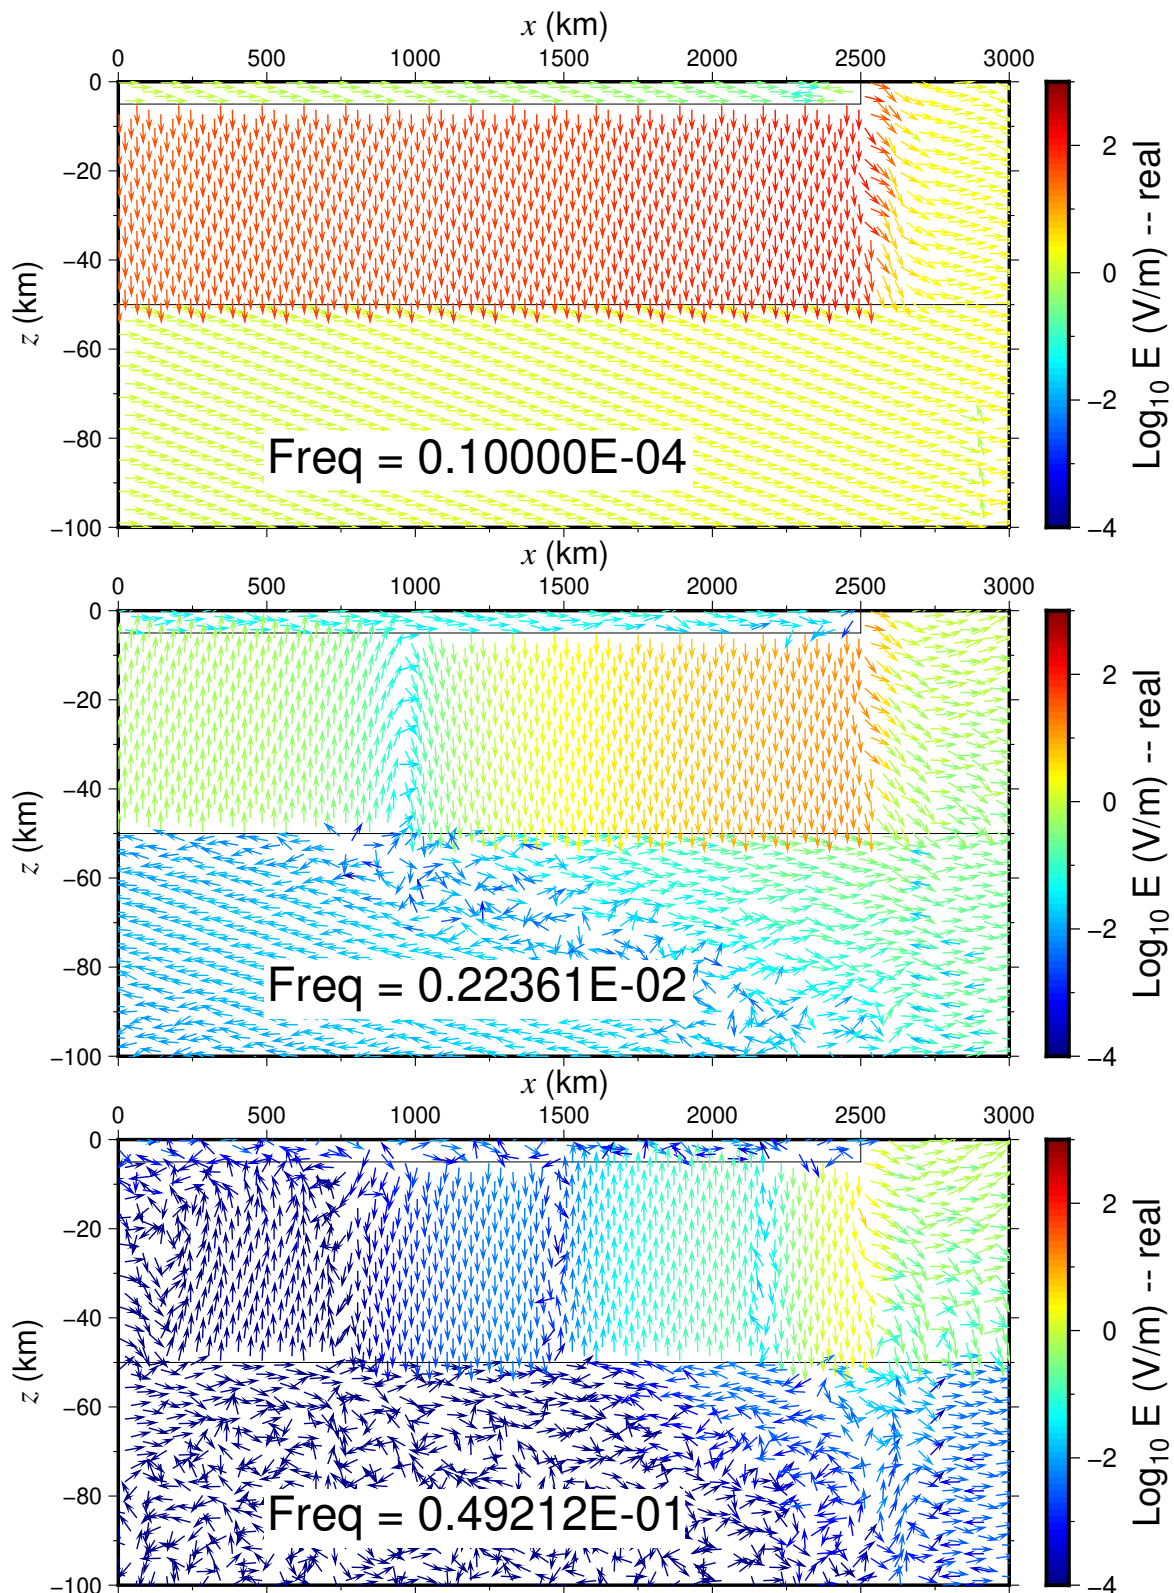 x (km)
0 500 1000 1500 2000 2500 3000
0
−20
−40
−60
−80
−100
z (km)
Freq = 0.10000E-04
2
0
−2
−4
Log10 E (V/m) -- real
x (km)
0 500 1000 1500 2000 2500 3000
0
−20
−40
−60
−80
−100
z (km)
Freq = 0.22361E-02
2
0
−2
−4
Log10 E (V/m) -- real
x (km)
0 500 1000 1500 2000 2500 3000
0
−20
−40
−60
−80
−100
z (km)
Freq = 0.49212E-01
2
0
−2
−4
Log10 E (V/m) -- real